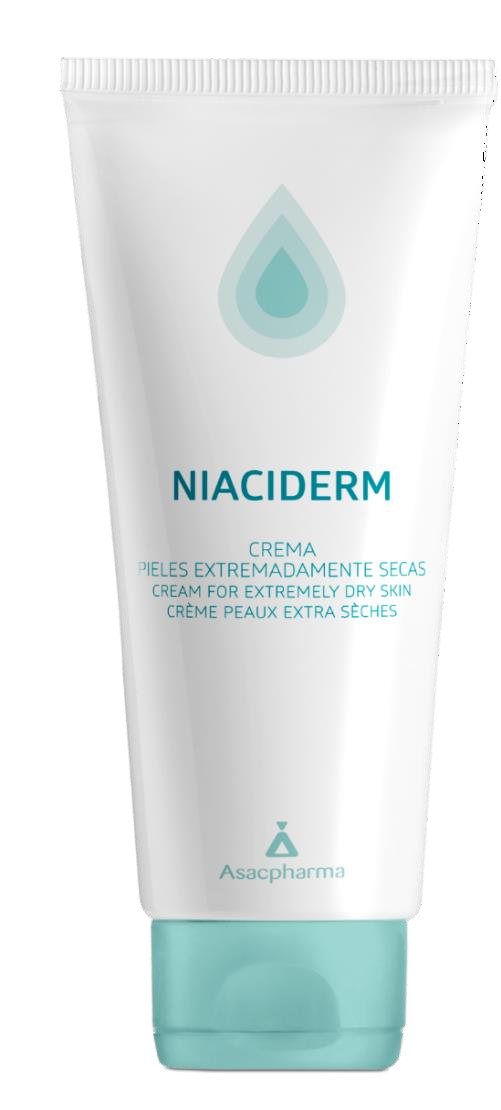 NIACIDERM
CREMA
PIELES EXTREMADAMENTE SECAS
CREAM FOR EXTREMELY DRY SKIN
CRÈME PEAUX EXTRA SÈCHES
Asacpharma